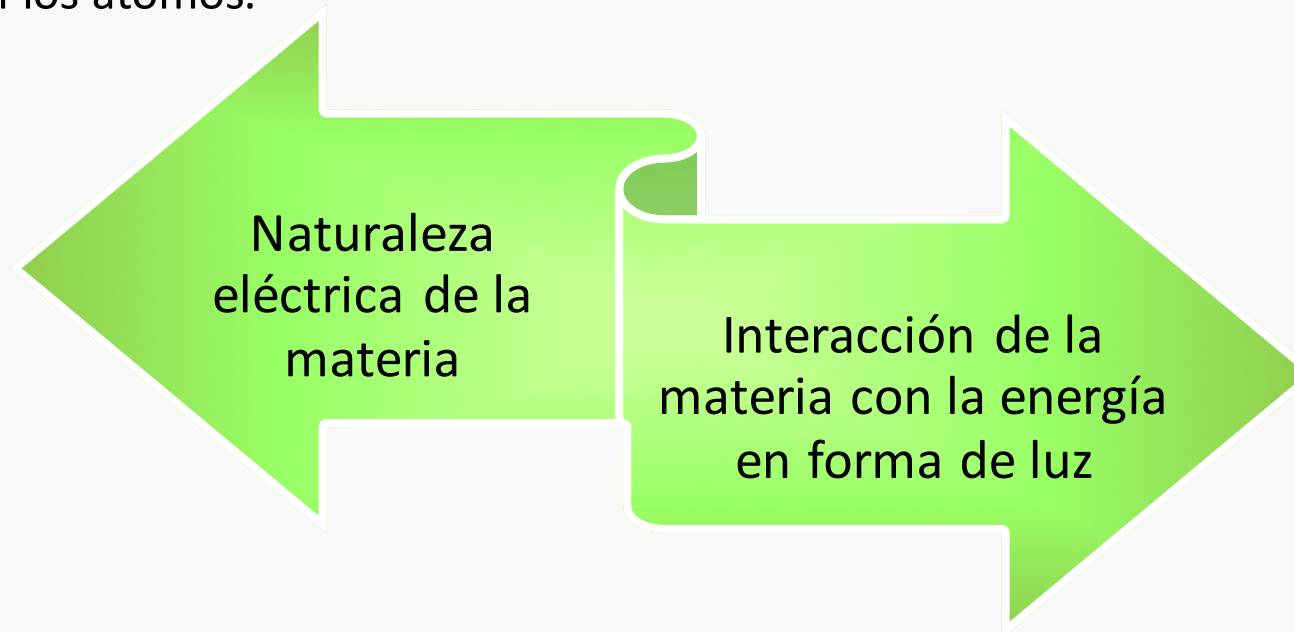 los átomos.
Naturaleza
eléctrica de la
materia
Interacción de la
materia con la energía
en forma de luz